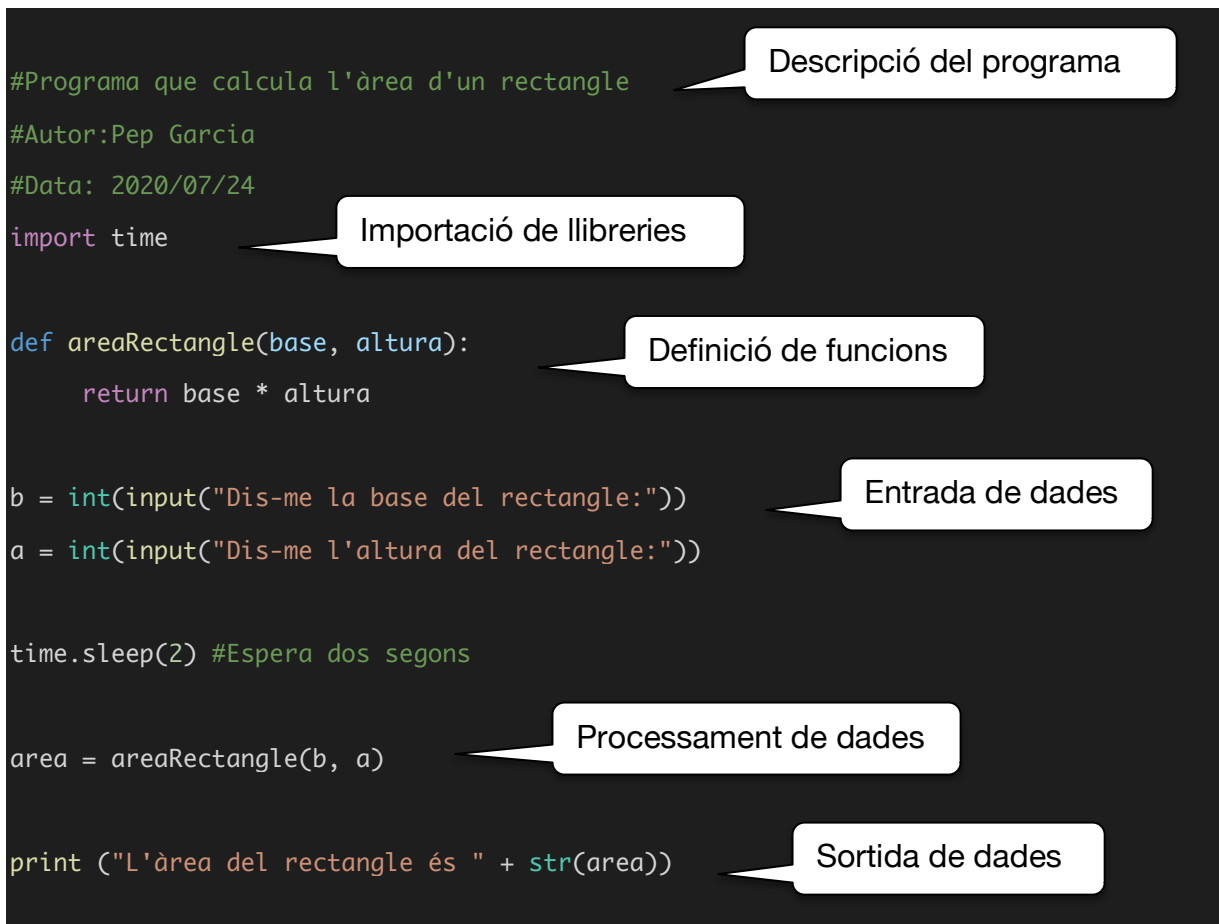 Descripció del programa
#Programa que calcula l'àrea d'un rectangle
#Autor:Pep Garcia
#Data: 2020/07/24
Importació de llibreries
import time
def areaRectangle(base, altura):
Definició de funcions
return base * altura
b = int(input("Dis-me la base del rectangle:"))
Entrada de dades
a = int(input("Dis-me l'altura del rectangle:"))
time.sleep(2) #Espera dos segons
Processament de dades
area = areaRectangle(b, a)
print ("L'àrea del rectangle és " + str(area))
Sortida de dades